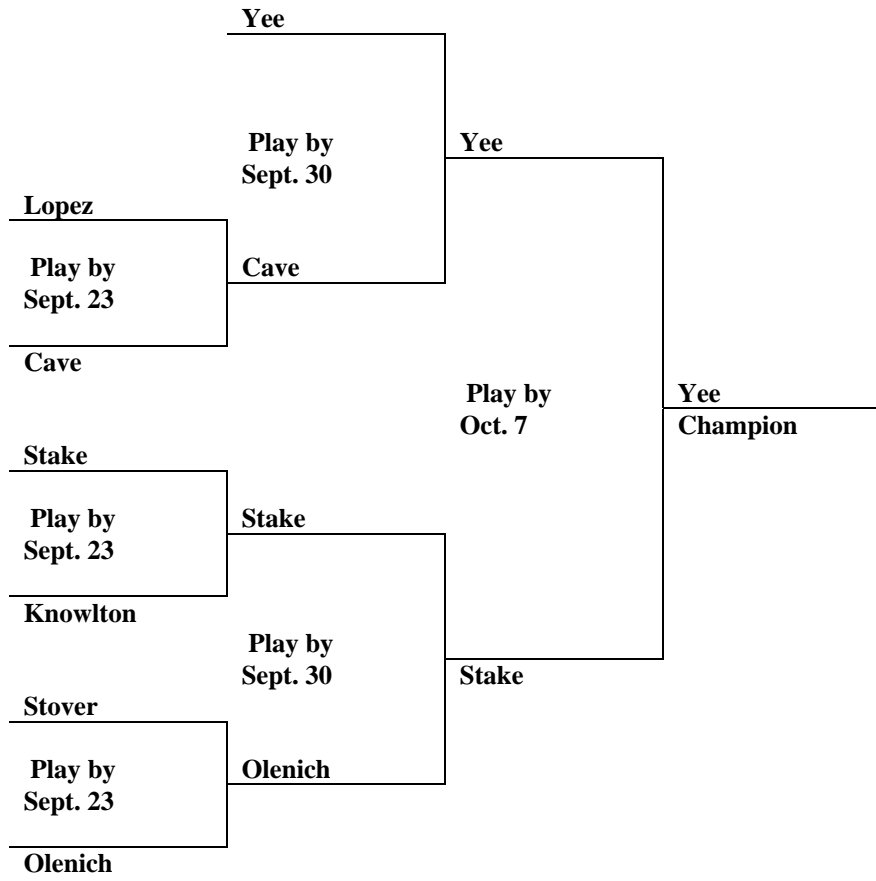 Yee
Play by
Sept. 30
Yee
Lopez
Play by
Sept. 23
Cave
Cave
Play by
Oct. 7
Yee
Champion
Stake
Play by
Sept. 23
Stake
Knowlton
Play by
Sept. 30
Stake
Stover
Play by
Sept. 23
Olenich
Olenich